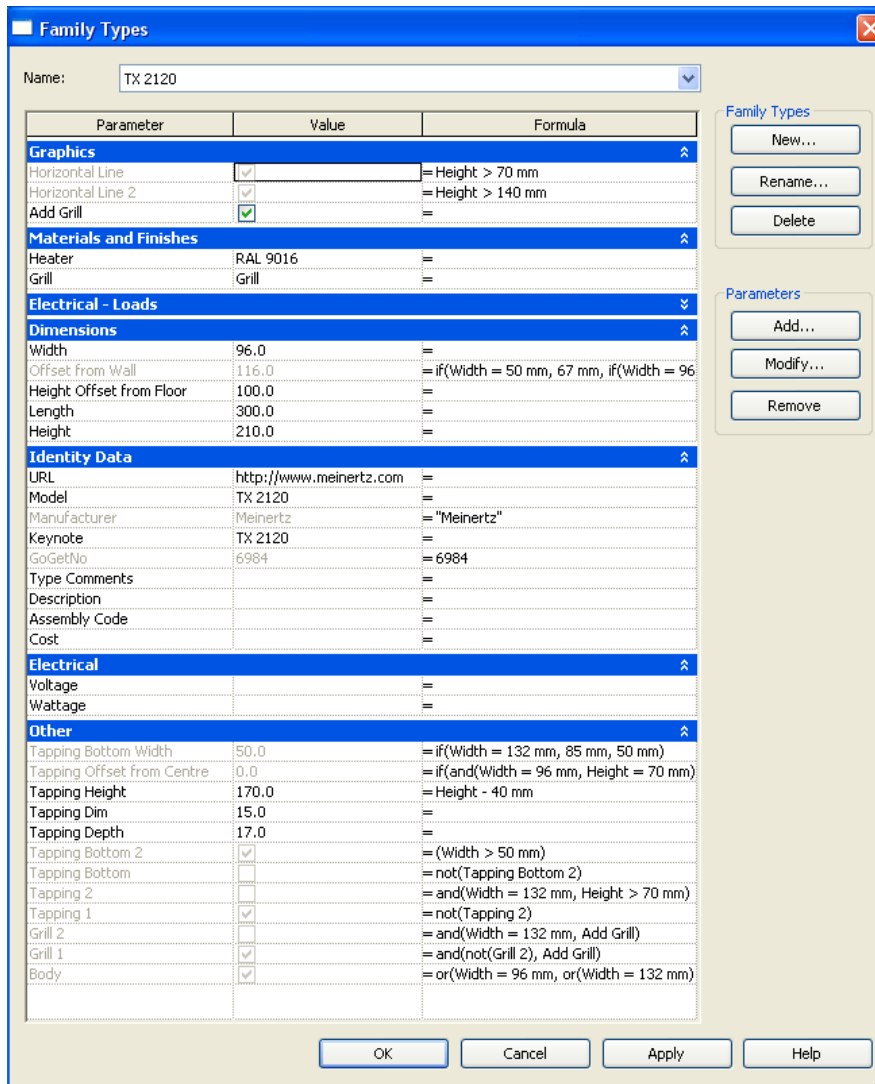 Family Types
Name: TX 2120
Parameter Value Formula
Graphics
Horizontal Line = Height > 70 mm
Horizontal Line 2 = Height > 140 mm
Add Grill =
Materials and Finishes
Heater RAL 9016 =
Grill Grill =
Electrical - Loads
Dimensions
Width 96.0 =
Offset from Wall 116.0 = if(Width = 50 mm, 67 mm, if(Width = 96
Height Offset from Floor 100.0 =
Length 300.0 =
Height 210.0 =
Identity Data
URL http://www.meinertz.com =
Model TX 2120 =
Manufacturer Meinertz = "Meinertz"
Keynote TX 2120 =
GoGetNo 6984 = 6984
Type Comments =
Description =
Assembly Code =
Cost =
Electrical
Voltage =
Wattage =
Other
Tapping Bottom Width 50.0 = if(Width = 132 mm, 85 mm, 50 mm)
Tapping Offset from Centre 0.0 = if(and(Width = 96 mm, Height = 70 mm)
Tapping Height 170.0 = Height - 40 mm
Tapping Dim 15.0 =
Tapping Depth 17.0 =
Tapping Bottom 2 = (Width > 50 mm)
Tapping Bottom = not(Tapping Bottom 2)
Tapping 2 = and(Width = 132 mm, Height > 70 mm)
Tapping 1 = not(Tapping 2)
Grill 2 = and(Width = 132 mm, Add Grill)
Grill 1 = and(not(Grill 2), Add Grill)
Body = or(Width = 96 mm, or(Width = 132 mm)
Family Types
New...
Rename...
Delete
Parameters
Add...
Modify...
Remove
OK Cancel Apply Help